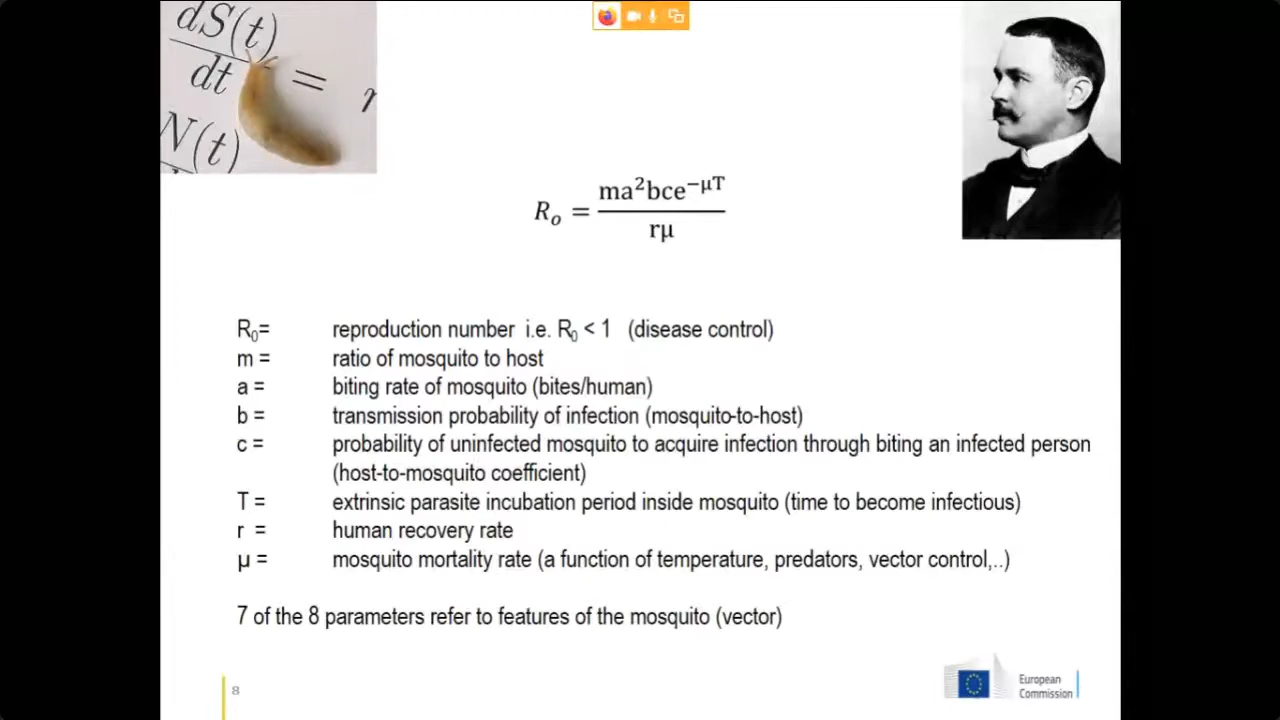 dS(t)
dt
=
r
N(t)
R₀ = ma²bce⁻μT
rμ
R₀= reproduction number i.e. R₀ < 1 (disease control)
m = ratio of mosquito to host
a = biting rate of mosquito (bites/human)
b = transmission probability of infection (mosquito-to-host)
c = probability of uninfected mosquito to acquire infection through biting an infected person
(host-to-mosquito coefficient)
T = extrinsic parasite incubation period inside mosquito (time to become infectious)
r = human recovery rate
μ = mosquito mortality rate (a function of temperature, predators, vector control,..)
7 of the 8 parameters refer to features of the mosquito (vector)
8
European
Commission